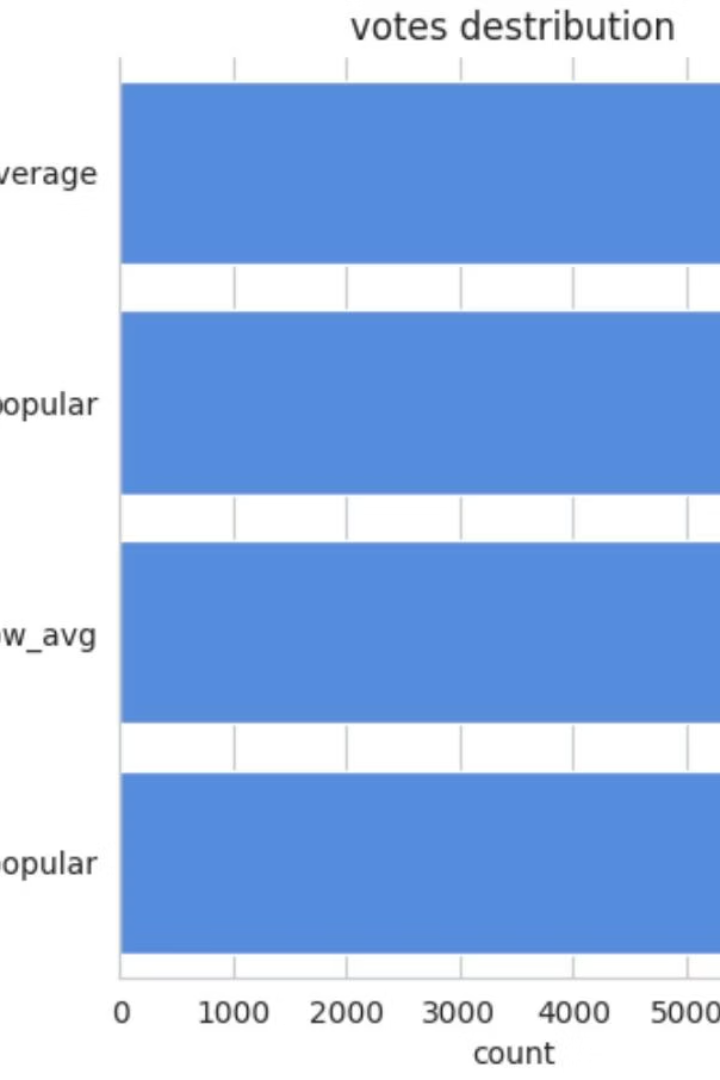 votes destribution
verage
opular
w_avg
opular
0 1000 2000 3000 4000 5000
count